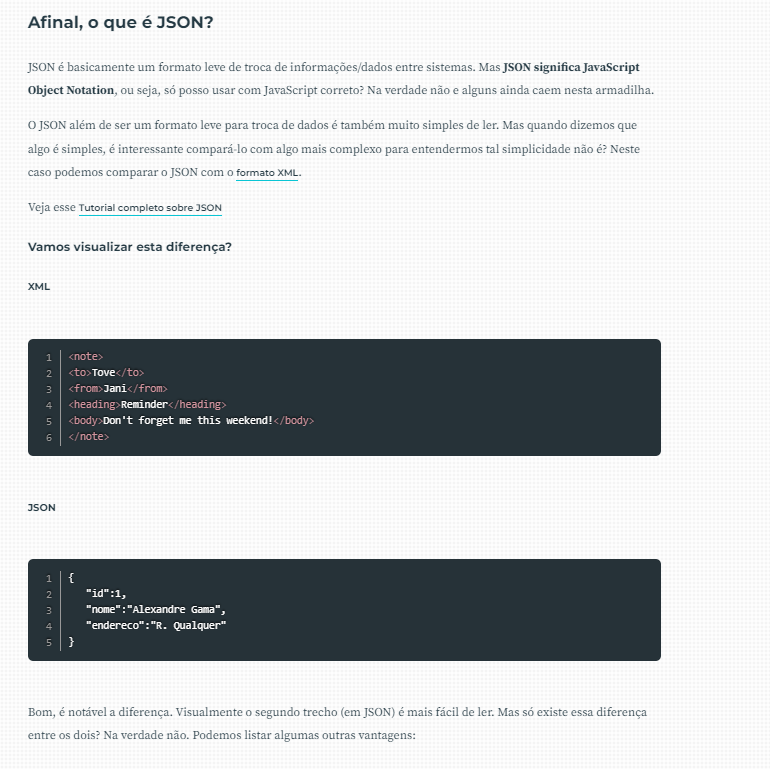 Afinal, o que é JSON?
JSON é basicamente um formato leve de troca de informações/dados entre sistemas. Mas JSON significa JavaScript
Object Notation, ou seja, só posso usar com JavaScript correto? Na verdade não e alguns ainda caem nesta armadilha.
O JSON além de ser um formato leve para troca de dados é também muito simples de ler. Mas quando dizemos que
algo é simples, é interessante compará-lo com algo mais complexo para entendermos tal simplicidade não é? Neste
caso podemos comparar o JSON com o formato XML.
Veja esse Tutorial completo sobre JSON
Vamos visualizar esta diferença?
XML
1 <note>
2 <to>Tove</to>
3 <from>Jani</from>
4 <heading>Reminder</heading>
5 <body>Don't forget me this weekend!</body>
6 </note>
JSON
1 {
2 "id":1,
3 "nome":"Alexandre Gama",
4 "endereco":"R. Qualquer"
5 }
Bom, é notável a diferença. Visualmente o segundo trecho (em JSON) é mais fácil de ler. Mas só existe essa diferença
entre os dois? Na verdade não. Podemos listar algumas outras vantagens: